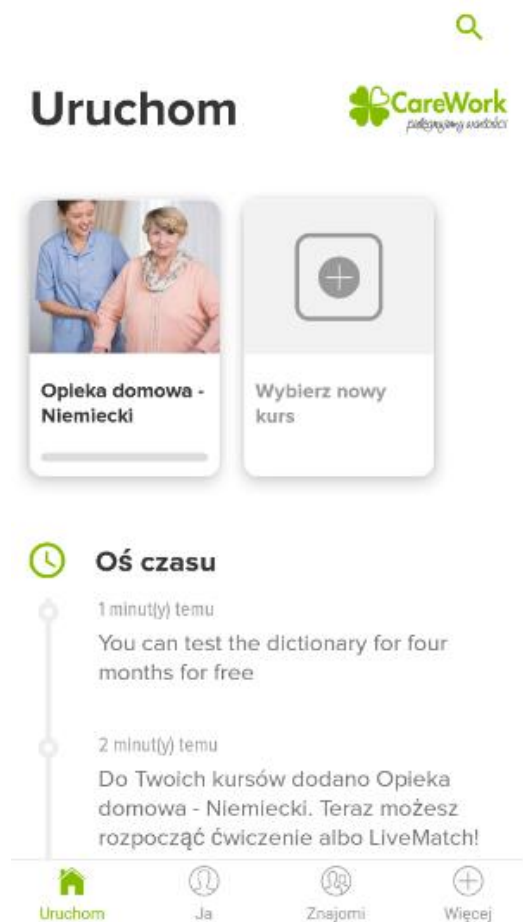 Uruchom
CareWork
pielęgnujemy wartości
Opieka domowa -
Niemiecki
Wybierz nowy
kurs
Oś czasu
1 minut(y) temu
You can test the dictionary for four
months for free
2 minut(y) temu
Do Twoich kursów dodano Opieka
domowa - Niemiecki. Teraz możesz
rozpocząć ćwiczenie albo LiveMatch!
Uruchom
Ja
Znajomi
Więcej